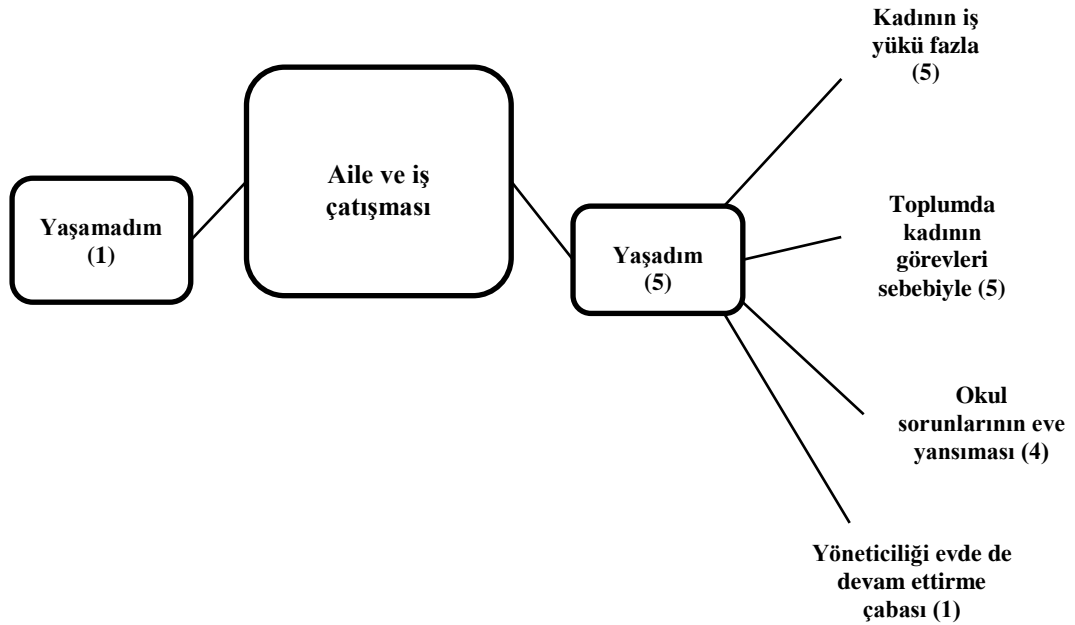 Kadının iş
yükü fazla
(5)
Aile ve iş
çatışması
Yaşamadım
(1)
Toplumda
kadının
görevleri
sebebiyle (5)
Yaşadım
(5)
Okul
sorunlarının eve
yansıması (4)
Yöneticiliği evde de
devam ettirme
çabası (1)